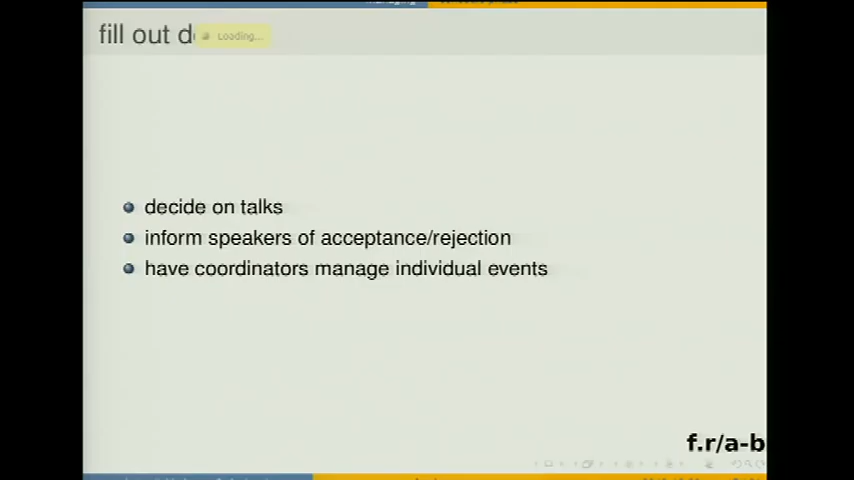 fill out d
Loading...
decide on talks
inform speakers of acceptance/rejection
have coordinators manage individual events
f.r/a-b